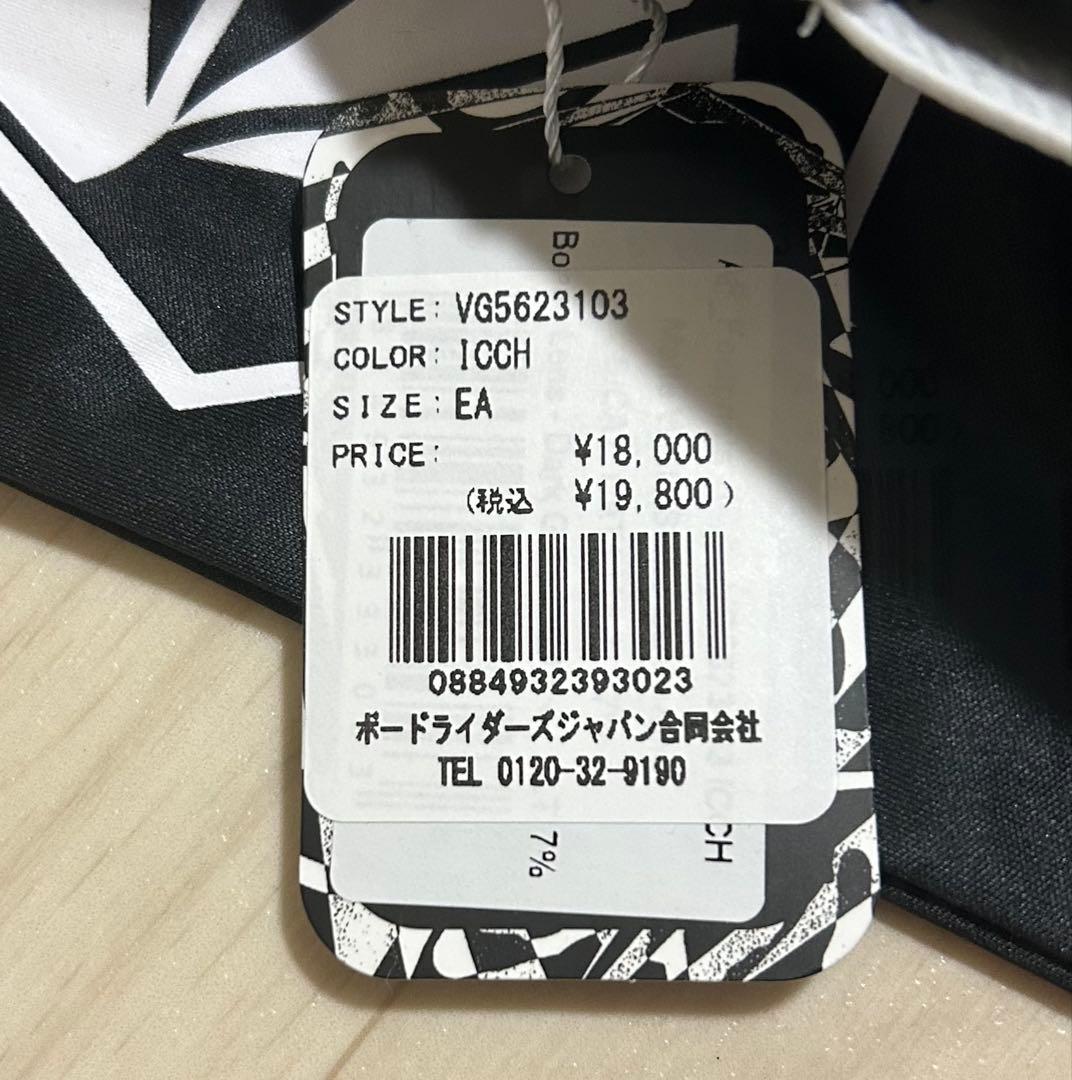 STYLE: VG5623103
COLOR: ICCH
SIZE: EA
PRICE: ¥18,000
(税込 ¥19,800)
0884932393023
ボードライダーズジャパン合同会社
TEL 0120-32-9190
7%